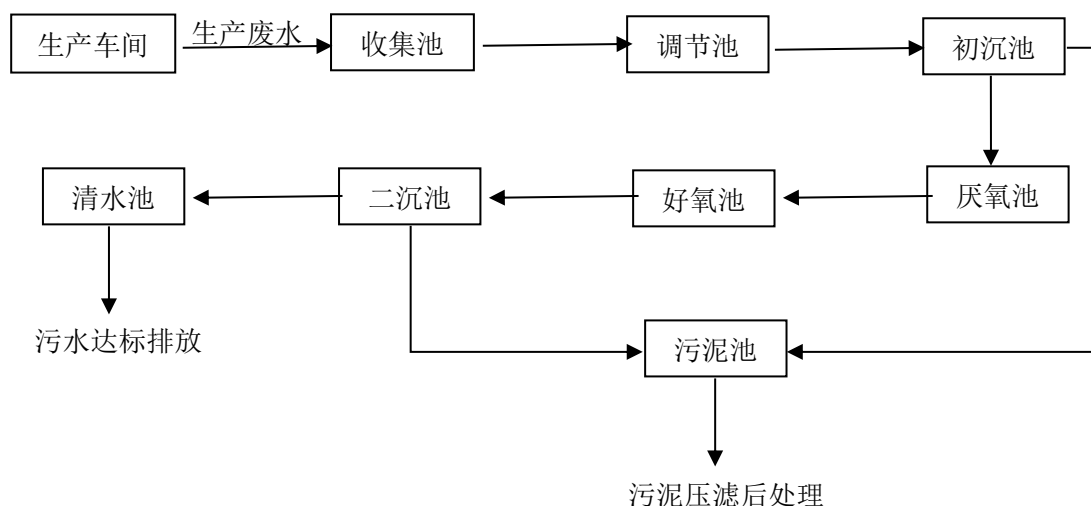 生产车间
生产废水
收集池
调节池
初沉池
清水池
二沉池
好氧池
厌氧池
污水达标排放
污泥池
污泥压滤后处理